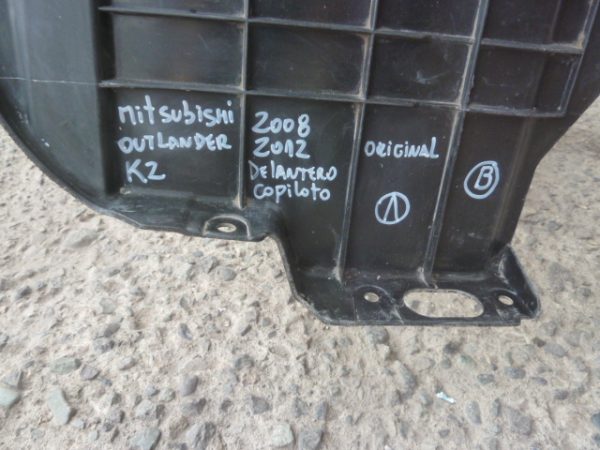 mitsubishi
OUTLANDER
K2
2008
2012
DELANTERO
COPILOTO
ORIGINAL
B